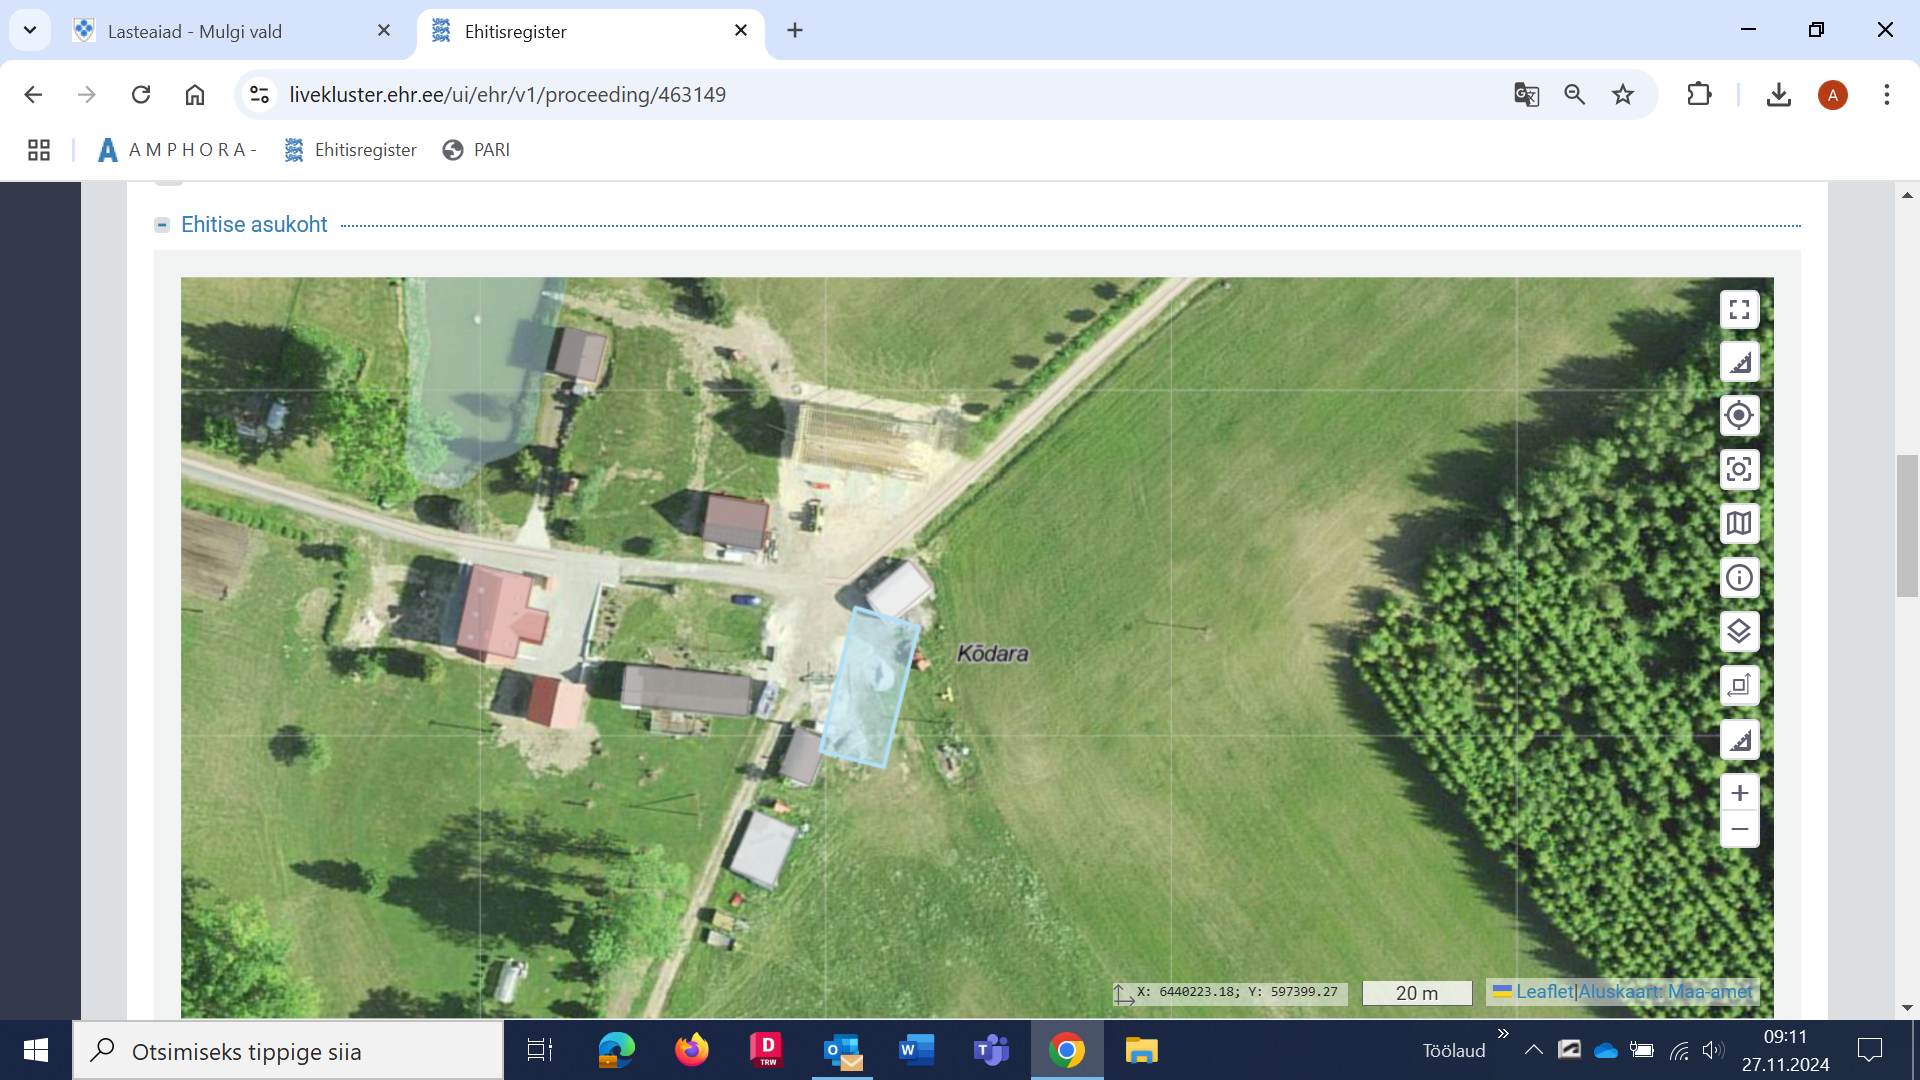 Lasteaiad - Mulgi vald
Ehitisregister
livekluster.ehr.ee/ui/ehr/v1/proceeding/463149
A
A M P H O R A -
Ehitisregister
PARI
Ehitise asukoht
Kõdara
X: 6440223.18; Y: 597399.27
20 m
Leaflet|Aluskaart: Maa-amet
Otsimiseks tippige siia
D
TRW
Töölaud
09:11
27.11.2024